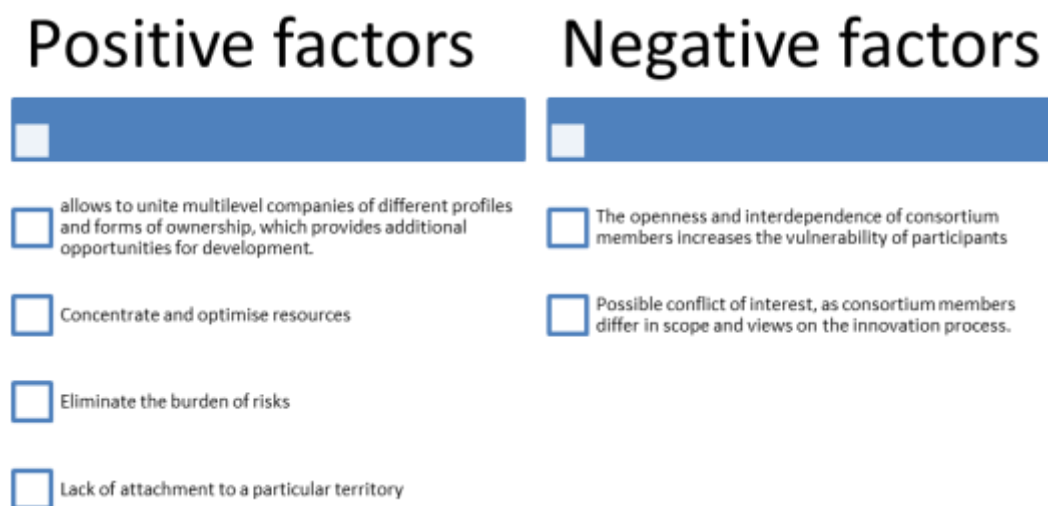 Positive factors
allows to unite multilevel companies of different profiles
and forms of ownership, which provides additional
opportunities for development.
Concentrate and optimise resources
Eliminate the burden of risks
Lack of attachment to a particular territory
Negative factors
The openness and interdependence of consortium
members increases the vulnerability of participants
Possible conflict of interest, as consortium members
differ in scope and views on the innovation process.